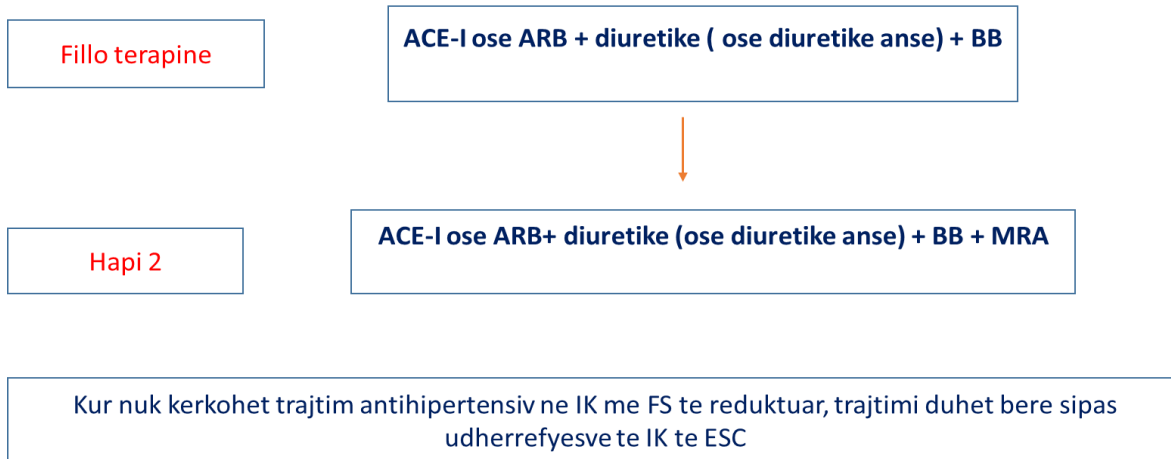 Fillo terapine
ACE-I ose ARB + diuretike ( ose diuretike anse) + BB
Hapi 2
ACE-I ose ARB+ diuretike (ose diuretike anse) + BB + MRA
Kur nuk kerkohet trajtim antihipertensiv ne IK me FS te reduktuar, trajtimi duhet bere sipas
udherrefyesve te IK te ESC